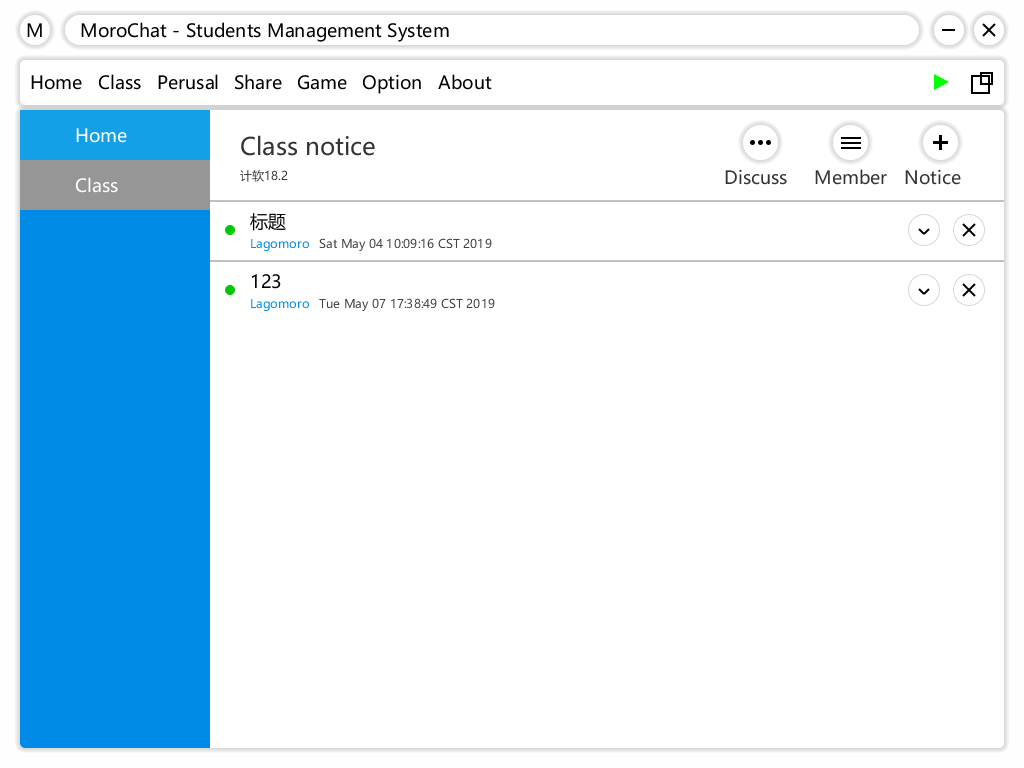 M MoroChat - Students Management System
Home Class Perusal Share Game Option About
Home
Class
Class notice
计软18.2
Discuss Member Notice
标题
Lagomoro Sat May 04 10:09:16 CST 2019
123
Lagomoro Tue May 07 17:38:49 CST 2019